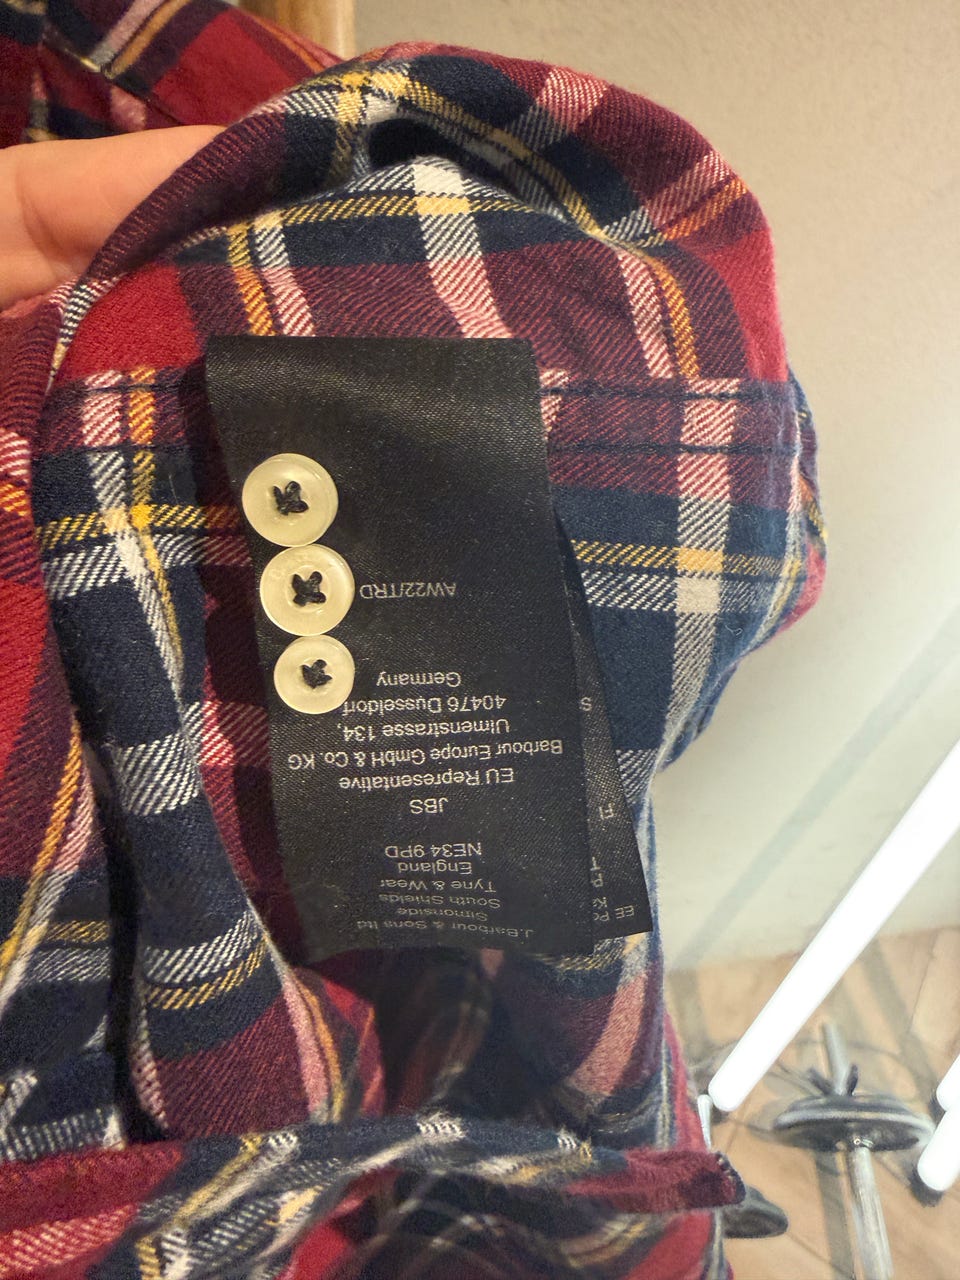 J.Barbour & Sons ltd
Simonside
South Shields
Tyne & Wear
England
NE34 9PD
JBS
EU Representative
Barbour Europe GmbH & Co. KG
Ulmenstrasse 134,
40476 Dusseldorf
Germany
AW22/TRD